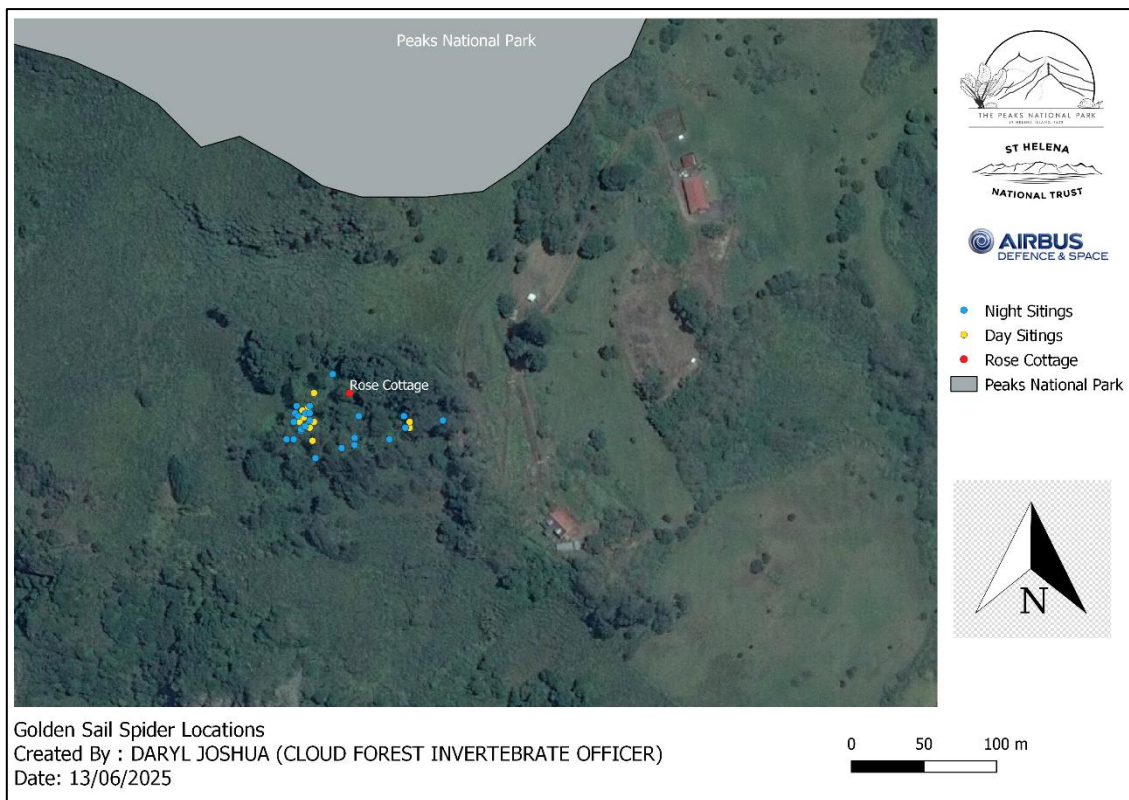 Peaks National Park
Rose Cottage
THE PEAKS NATIONAL PARK
ST HELENA
NATIONAL TRUST
AIRBUS
DEFENCE & SPACE
Night Sitings
Day Sitings
Rose Cottage
Peaks National Park
N
Golden Sail Spider Locations
Created By : DARYL JOSHUA (CLOUD FOREST INVERTEBRATE OFFICER)
Date: 13/06/2025
0 50 100 m